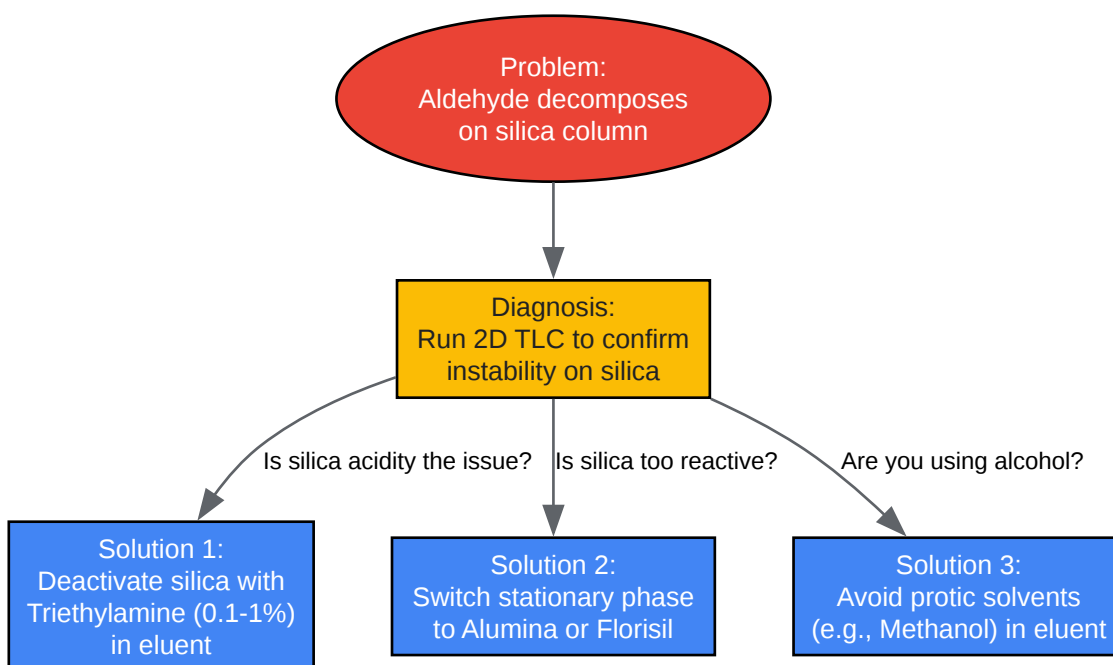 Problem:
Aldehyde decomposes
on silica column
Diagnosis:
Run 2D TLC to confirm
instability on silica
Is silica acidity the issue?
Is silica too reactive?
Are you using alcohol?
Solution 1:
Deactivate silica with
Triethylamine (0.1-1%)
in eluent
Solution 2:
Switch stationary phase
to Alumina or Florisil
Solution 3:
Avoid protic solvents
(e.g., Methanol) in eluent